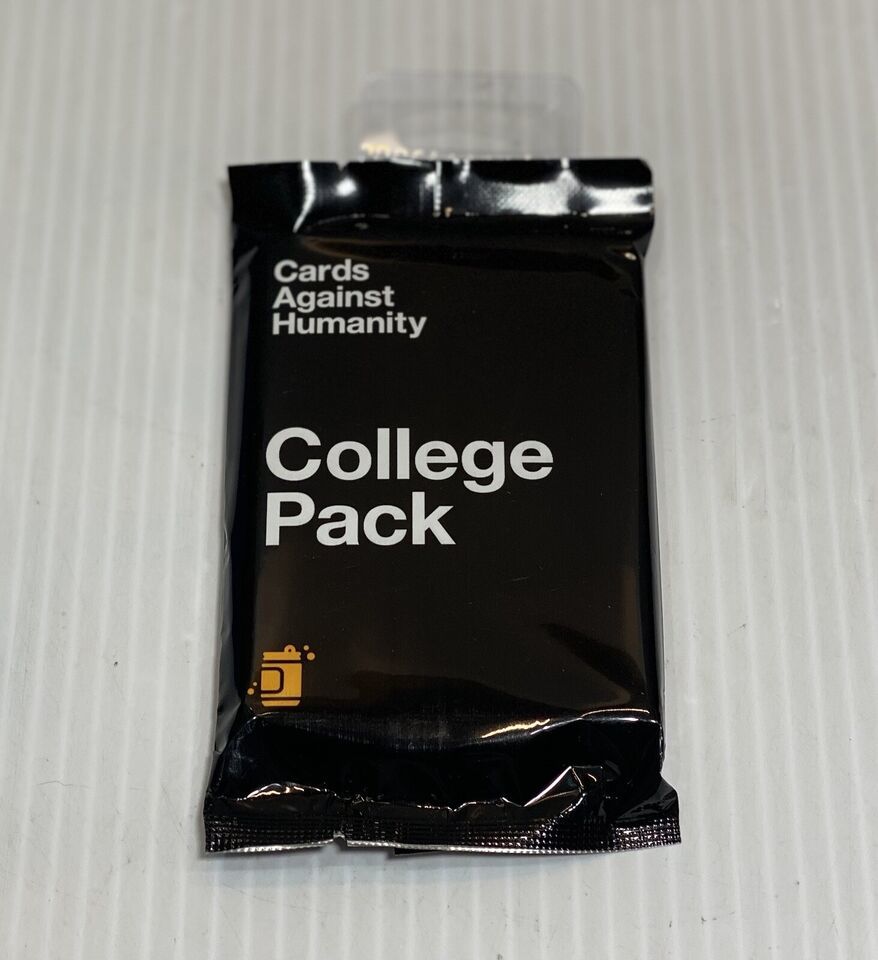 Cards
Against
Humanity
College
Pack